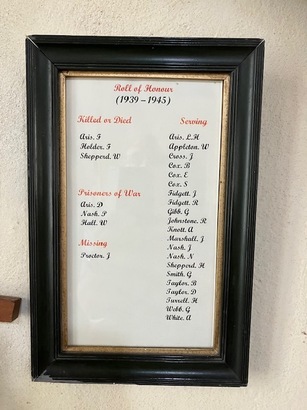 Roll of Honour
(1939 – 1945)
Killed or Died
Aris, F
Holder, F
Shepperd, W
Prisoners of War
Aris, D
Nash, P
Hall, W
Missing
Proctor, J
Serving
Aris, L.H
Appleton, W
Cross, J
Cox, B
Cox, E
Cox, S
Fidgett, J
Fidgett, R
Gibb, G
Johnstone, R
Knott, A
Marshall, J
Nash, J
Nash, N
Shepperd, H
Smith, G
Taylor, B
Taylor, D
Turrell, H
Webb, G
White, A